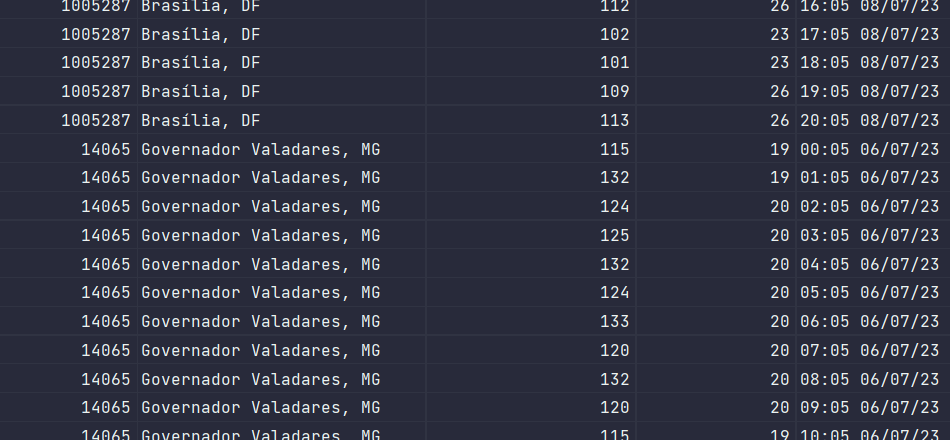 1005287 Brasília, DF 112 26 16:05 08/07/23
1005287 Brasília, DF 102 23 17:05 08/07/23
1005287 Brasília, DF 101 23 18:05 08/07/23
1005287 Brasília, DF 109 26 19:05 08/07/23
1005287 Brasília, DF 113 26 20:05 08/07/23
14065 Governador Valadares, MG 115 19 00:05 06/07/23
14065 Governador Valadares, MG 132 19 01:05 06/07/23
14065 Governador Valadares, MG 124 20 02:05 06/07/23
14065 Governador Valadares, MG 125 20 03:05 06/07/23
14065 Governador Valadares, MG 132 20 04:05 06/07/23
14065 Governador Valadares, MG 124 20 05:05 06/07/23
14065 Governador Valadares, MG 133 20 06:05 06/07/23
14065 Governador Valadares, MG 120 20 07:05 06/07/23
14065 Governador Valadares, MG 132 20 08:05 06/07/23
14065 Governador Valadares, MG 120 20 09:05 06/07/23
14065 Governador Valadares, MG 115 19 10:05 06/07/23